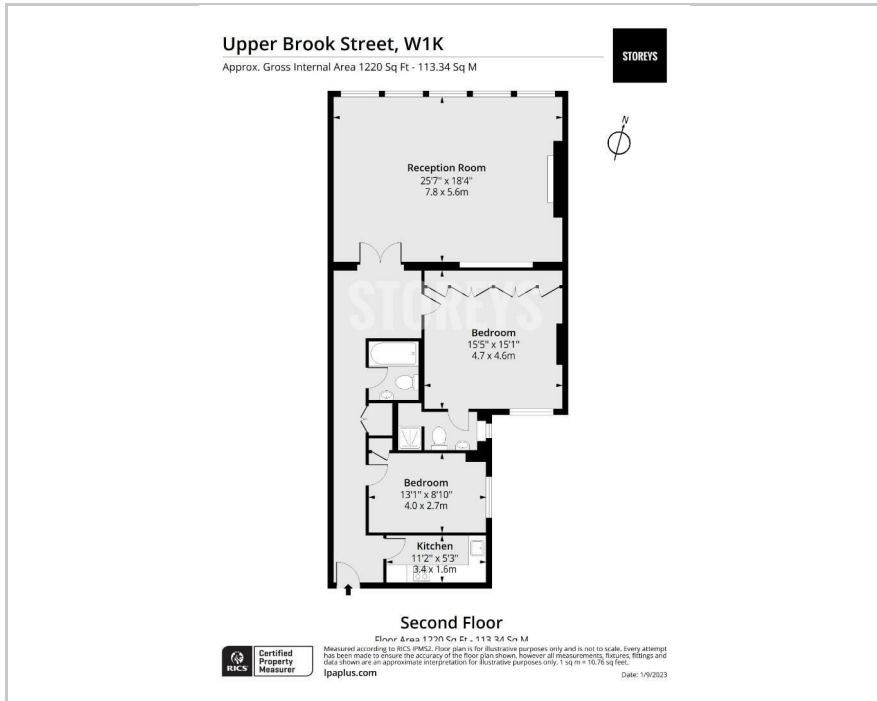 Upper Brook Street, W1K
Approx. Gross Internal Area 1220 Sq Ft - 113.34 Sq M
STOREYS
N
Reception Room
25'7" x 18'4"
7.8 x 5.6m
STOREYS
Bedroom
15'5" x 15'1"
4.7 x 4.6m
Bedroom
13'1" x 8'10"
4.0 x 2.7m
Kitchen
11'2" x 5'3"
3.4 x 1.6m
Second Floor
Floor Area 1220 Sq Ft - 113.34 Sq M
RICS
Certified
Property
Measurer
Measured according to RICS IPMS2. Floor plan is for illustrative purposes only and is not to scale. Every attempt
has been made to ensure the accuracy of the floor plan shown, however all measurements, fixtures, fittings and
data shown are an approximate interpretation for illustrative purposes only. 1 sq m = 10.76 sq feet.
lpaplus.com
Date: 1/9/2023